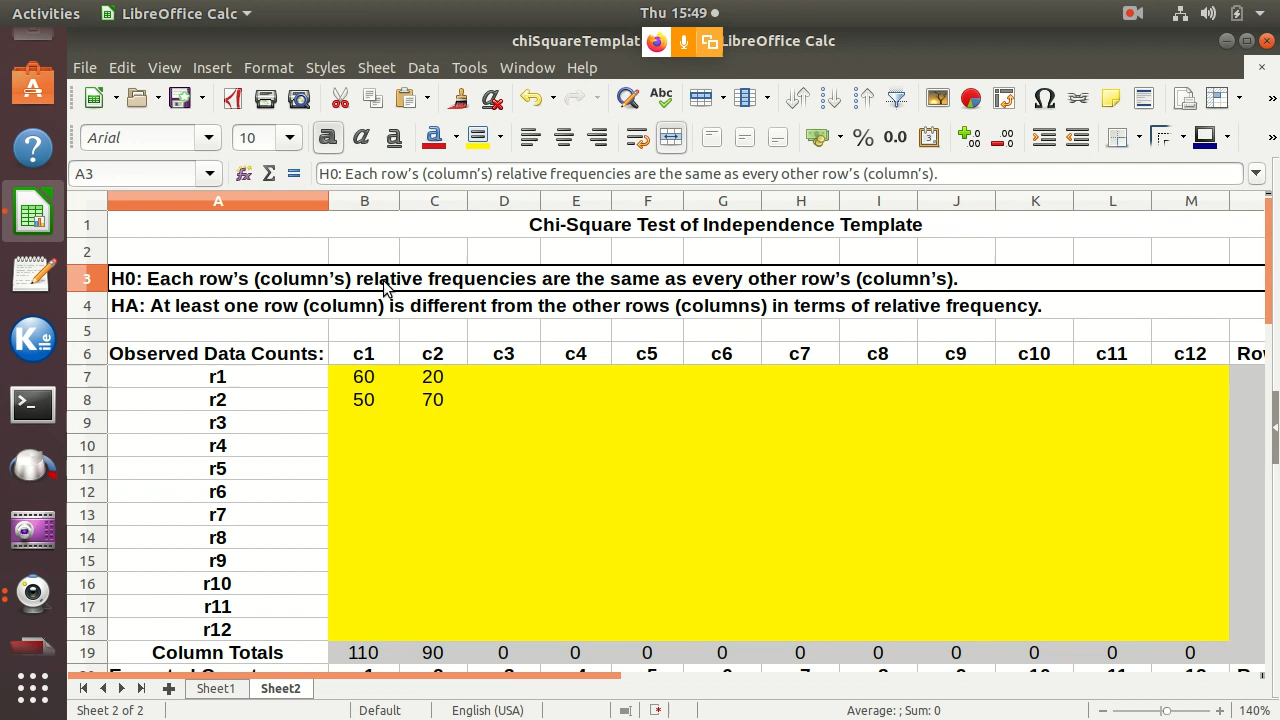 Activities LibreOffice Calc Thu 15:49
chiSquareTemplat LibreOffice Calc
File Edit View Insert Format Styles Sheet Data Tools Window Help
Arial 10
A3 H0: Each row's (column's) relative frequencies are the same as every other row's (column's).
A B C D E F G H I J K L M
1 Chi-Square Test of Independence Template
2
3 H0: Each row's (column's) relative frequencies are the same as every other row's (column's).
4 HA: At least one row (column) is different from the other rows (columns) in terms of relative frequency.
5
6 Observed Data Counts: c1 c2 c3 c4 c5 c6 c7 c8 c9 c10 c11 c12
7 r1 60 20
8 r2 50 70
9 r3
10 r4
11 r5
12 r6
13 r7
14 r8
15 r9
16 r10
17 r11
18 r12
19 Column Totals 110 90 0 0 0 0 0 0 0 0 0 0
Sheet1 Sheet2
Sheet 2 of 2 Default English (USA) Average: ; Sum: 0 140%